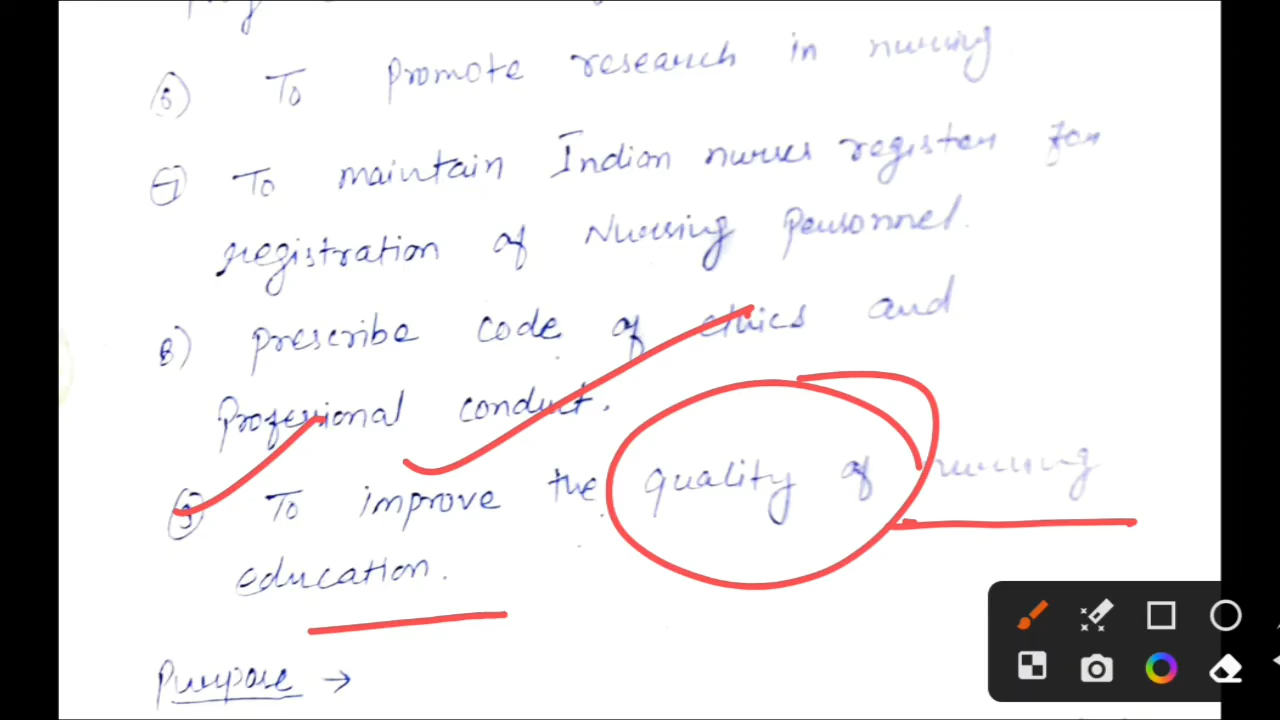 6) To promote research in nursing
7) To maintain Indian nurses register for
registration of Nursing Personnel.
8) prescribe code of ethics and
Professional conduct.
9) To improve the quality of nursing
education.
Purpose →